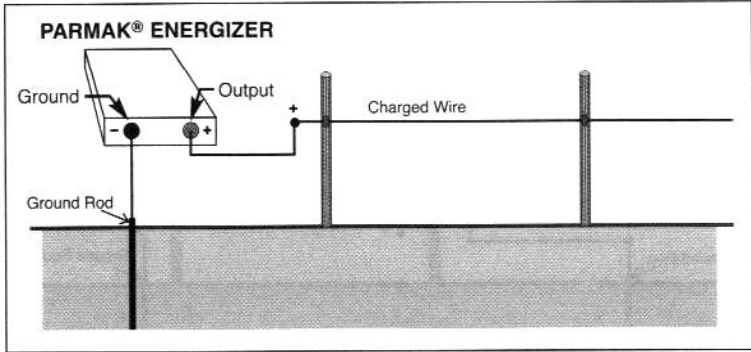 PARMAK® ENERGIZER
Ground
Output
- +
+
Charged Wire
Ground Rod